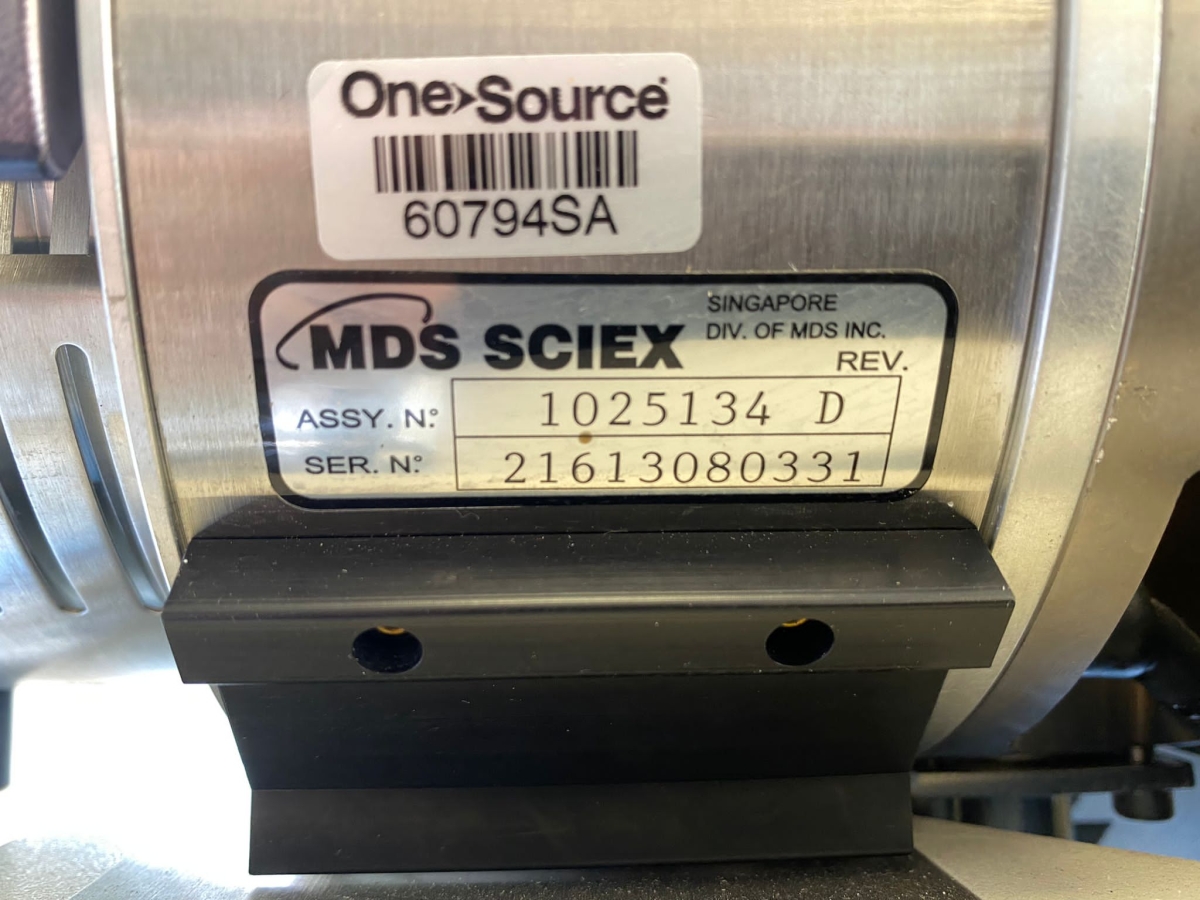 One>Source
60794SA
SINGAPORE
MDS SCIEX DIV. OF MDS INC.
REV.
ASSY. N.º 1025134 D
SER. N.º 21613080331